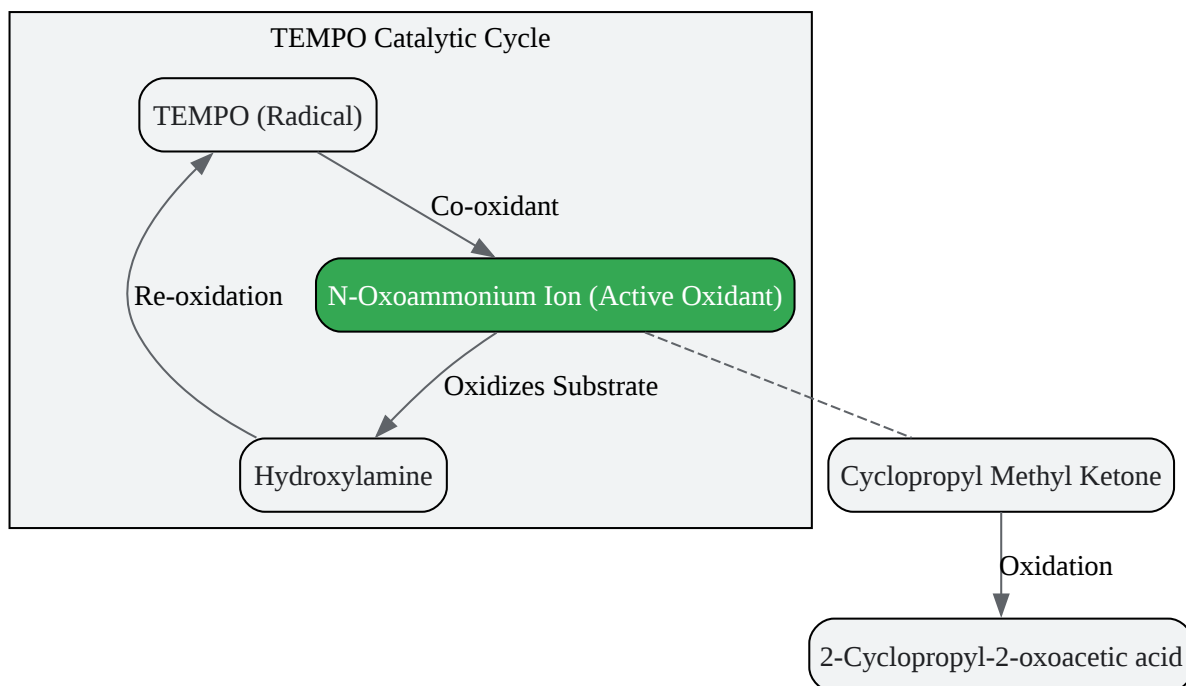 TEMPO Catalytic Cycle
TEMPO (Radical)
Co-oxidant
N-Oxoammonium Ion (Active Oxidant)
Re-oxidation
Oxidizes Substrate
Hydroxylamine
Cyclopropyl Methyl Ketone
Oxidation
2-Cyclopropyl-2-oxoacetic acid